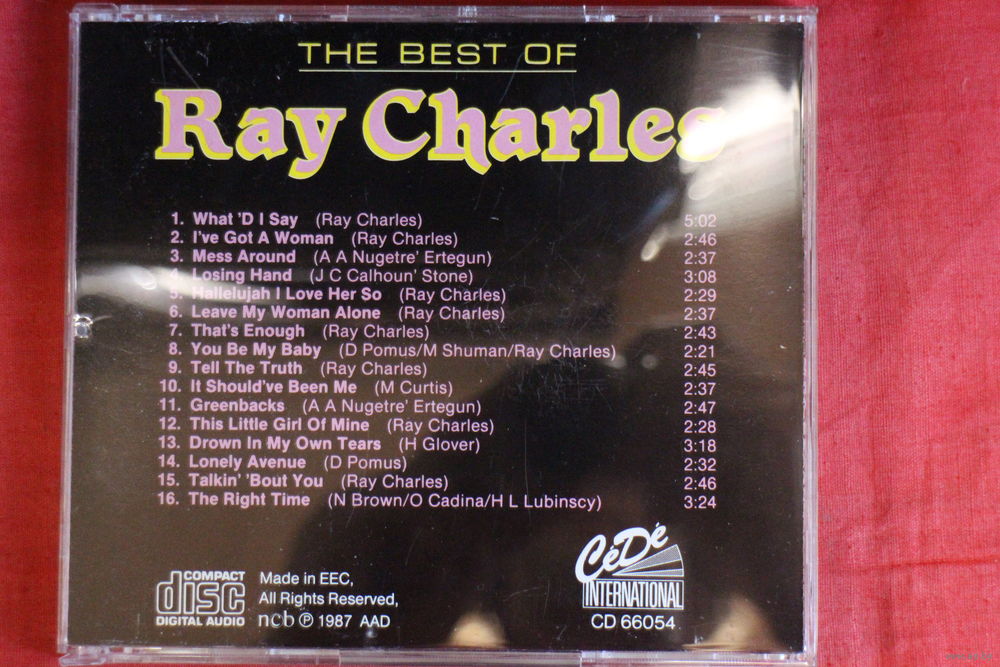 THE BEST OF
Ray Charles
1. What 'D I Say (Ray Charles) 5:02
2. I've Got A Woman (Ray Charles) 2:46
3. Mess Around (A A Nugetre' Ertegun) 2:37
4. Losing Hand (J C Calhoun' Stone) 3:08
5. Hallelujah I Love Her So (Ray Charles) 2:29
6. Leave My Woman Alone (Ray Charles) 2:37
7. That's Enough (Ray Charles) 2:43
8. You Be My Baby (D Pomus/M Shuman/Ray Charles) 2:21
9. Tell The Truth (Ray Charles) 2:45
10. It Should've Been Me (M Curtis) 2:37
11. Greenbacks (A A Nugetre' Ertegun) 2:47
12. This Little Girl Of Mine (Ray Charles) 2:28
13. Drown In My Own Tears (H Glover) 3:18
14. Lonely Avenue (D Pomus) 2:32
15. Talkin' 'Bout You (Ray Charles) 2:46
16. The Right Time (N Brown/O Cadina/H L Lubinscy) 3:24
COMPACT
disc
DIGITAL AUDIO
Made in EEC,
All Rights Reserved,
ncb ℗ 1987 AAD
CéDé
INTERNATIONAL
CD 66054